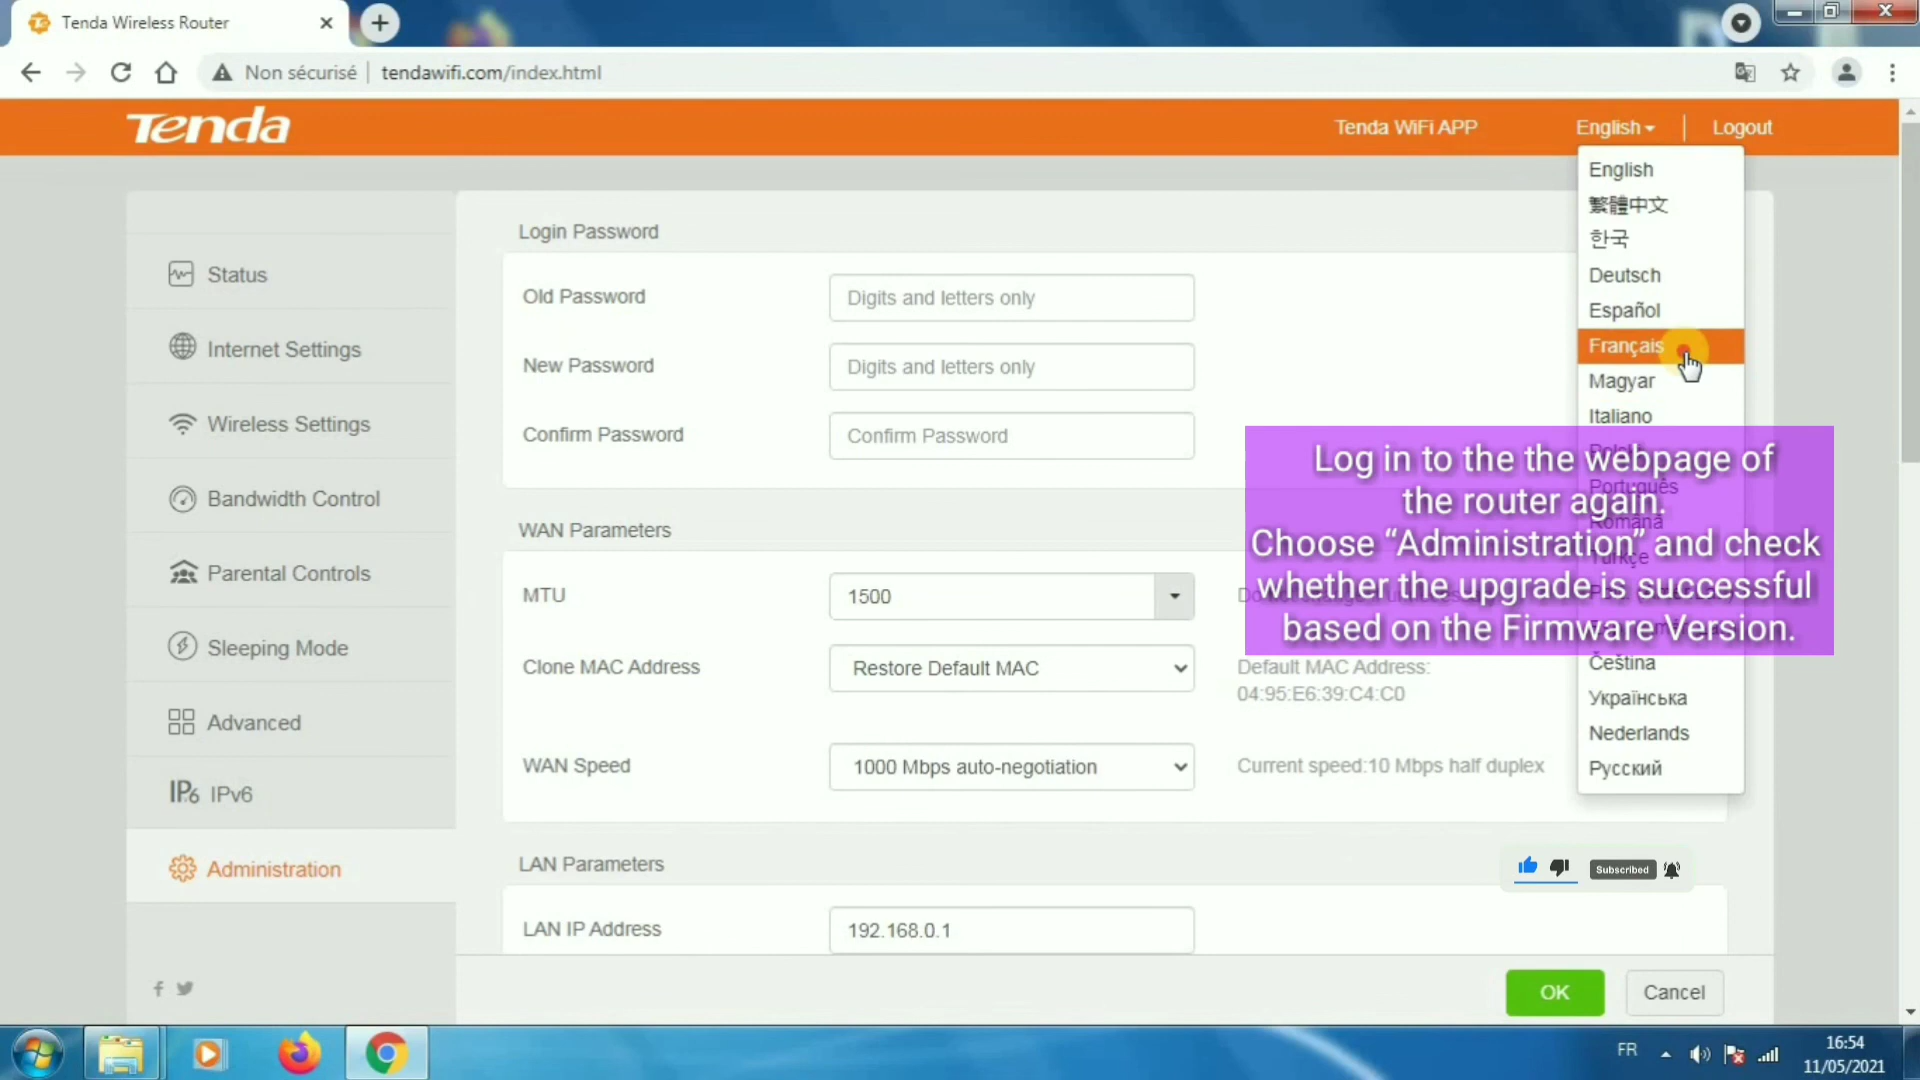 Tenda Wireless Router
Non sécurisé
tendawifi.com/index.html
Tenda
Tenda WiFi APP
English
Logout
English
繁體中文
한국
Deutsch
Español
Français
Magyar
Italiano
Português
Română
Türkçe
Čeština
Українська
Nederlands
Русский
Status
Internet Settings
Wireless Settings
Bandwidth Control
Parental Controls
Sleeping Mode
Advanced
IPv6 IPv6
Administration
Login Password
Old Password
Digits and letters only
New Password
Digits and letters only
Confirm Password
Confirm Password
WAN Parameters
MTU
1500
Clone MAC Address
Restore Default MAC
Default MAC Address:
04:95:E6:39:C4:C0
WAN Speed
1000 Mbps auto-negotiation
Current speed:10 Mbps half duplex
LAN Parameters
LAN IP Address
192.168.0.1
Log in to the the webpage of
the router again.
Choose “Administration” and check
whether the upgrade is successful
based on the Firmware Version.
Subscribed
OK
Cancel
FR
16:54
11/05/2021